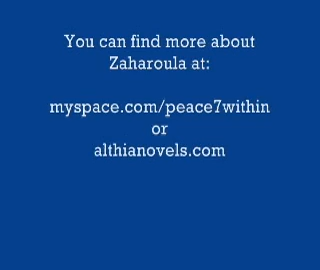 You can find more about
Zaharoula at:
myspace.com/peace7within
or
althianovels.com